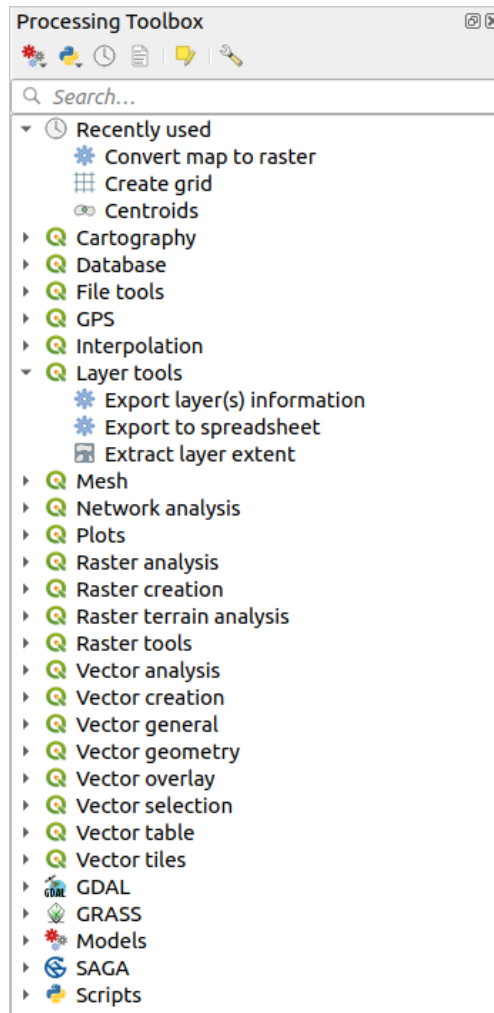 Processing Toolbox
Search...
Recently used
Convert map to raster
Create grid
Centroids
Cartography
Database
File tools
GPS
Interpolation
Layer tools
Export layer(s) information
Export to spreadsheet
Extract layer extent
Mesh
Network analysis
Plots
Raster analysis
Raster creation
Raster terrain analysis
Raster tools
Vector analysis
Vector creation
Vector general
Vector geometry
Vector overlay
Vector selection
Vector table
Vector tiles
GDAL GDAL
GRASS
Models
SAGA
Scripts